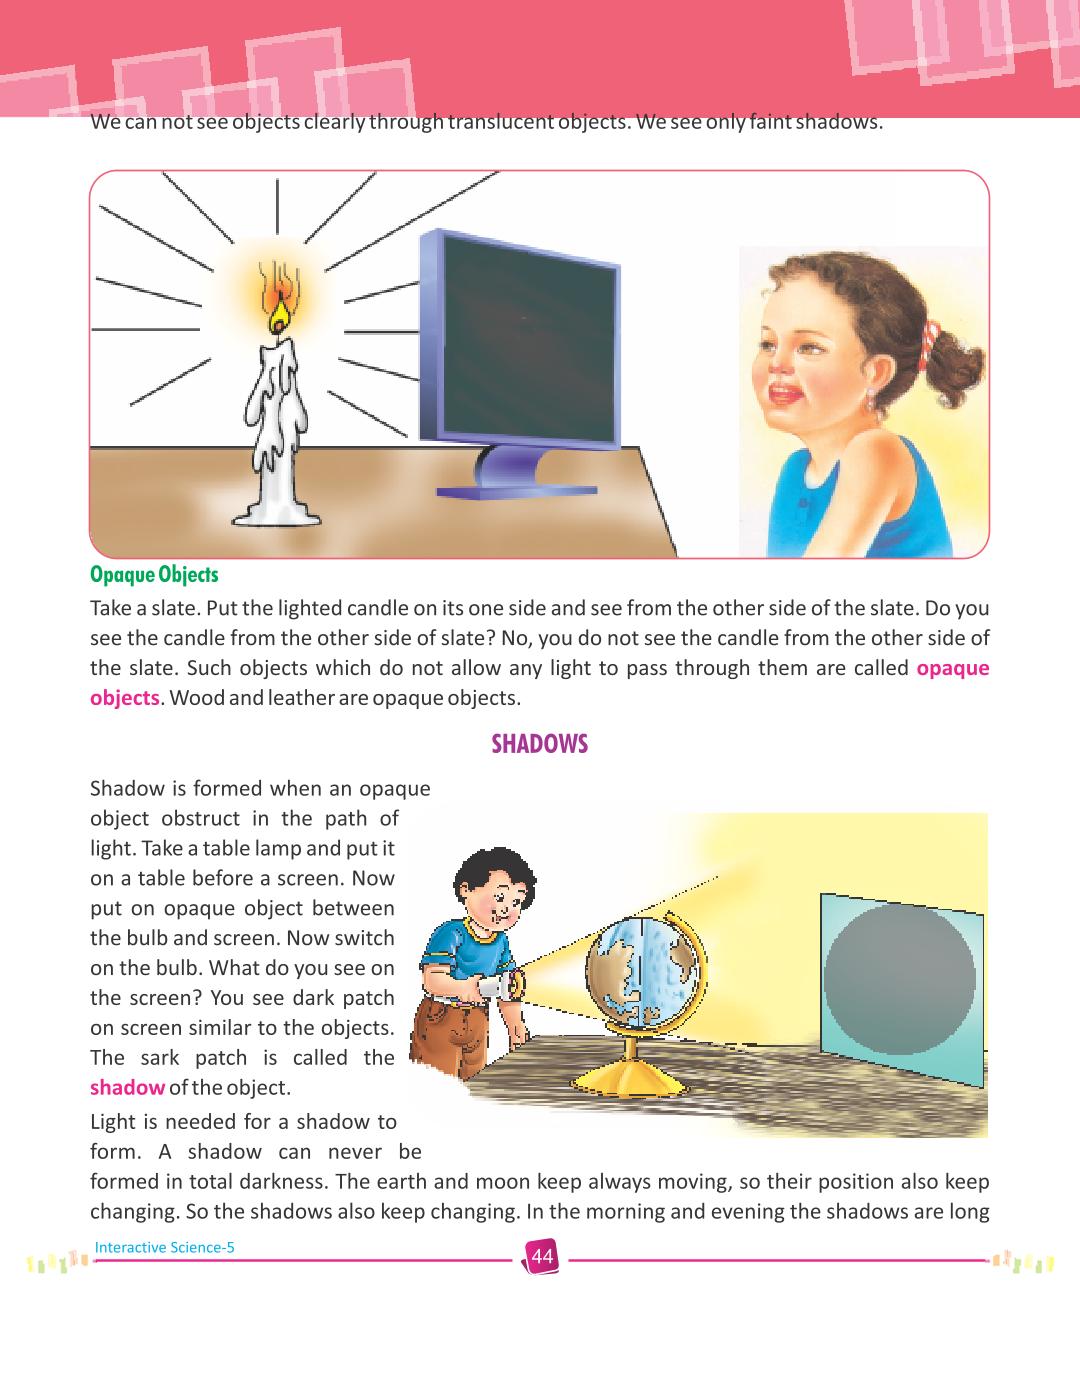 We can not see objects clearly through translucent objects. We see only faint shadows.
Opaque Objects
Take a slate. Put the lighted candle on its one side and see from the other side of the slate. Do you
see the candle from the other side of slate? No, you do not see the candle from the other side of
the slate. Such objects which do not allow any light to pass through them are called opaque
objects. Wood and leather are opaque objects.
SHADOWS
Shadow is formed when an opaque
object obstruct in the path of
light. Take a table lamp and put it
on a table before a screen. Now
put on opaque object between
the bulb and screen. Now switch
on the bulb. What do you see on
the screen? You see dark patch
on screen similar to the objects.
The sark patch is called the
shadow of the object.
Light is needed for a shadow to
form. A shadow can never be
formed in total darkness. The earth and moon keep always moving, so their position also keep
changing. So the shadows also keep changing. In the morning and evening the shadows are long
Interactive Science-5
44